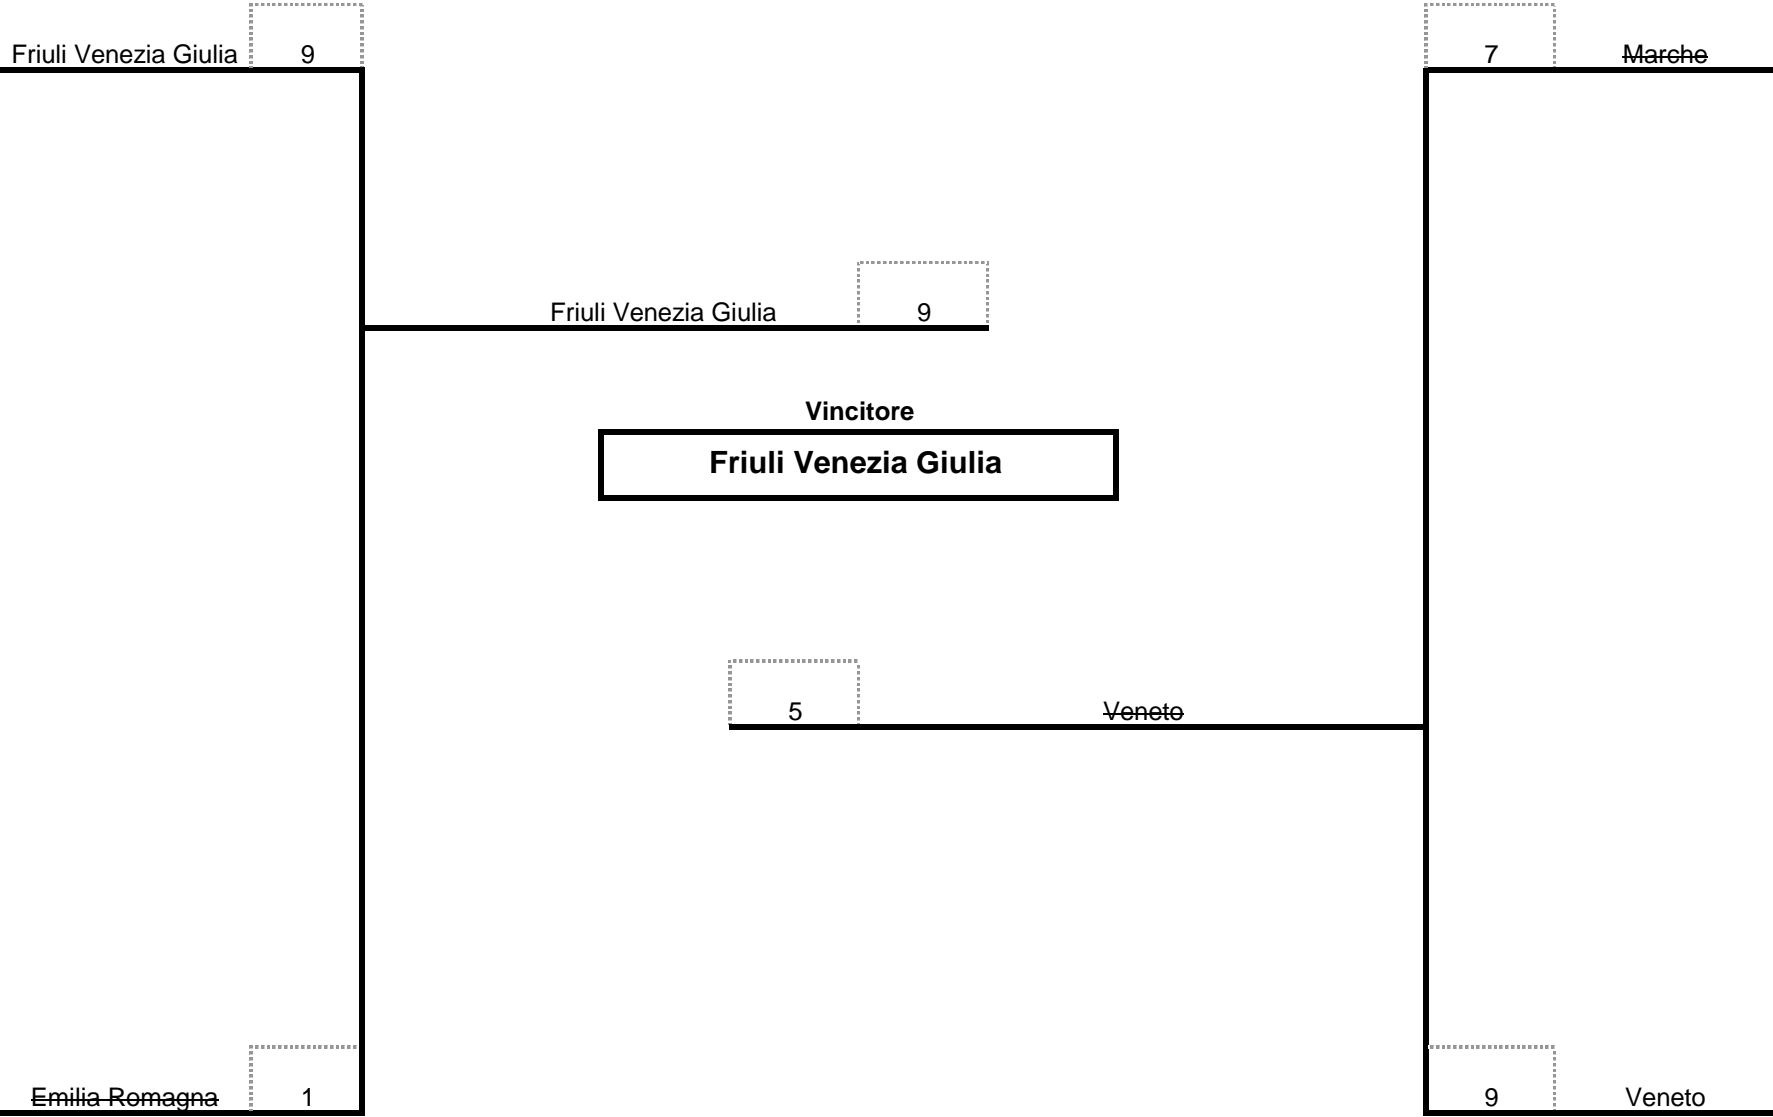 Friuli Venezia Giulia 9
7 Marche
Friuli Venezia Giulia 9
Vincitore
Friuli Venezia Giulia
5 Veneto
Emilia Romagna 1
9 Veneto